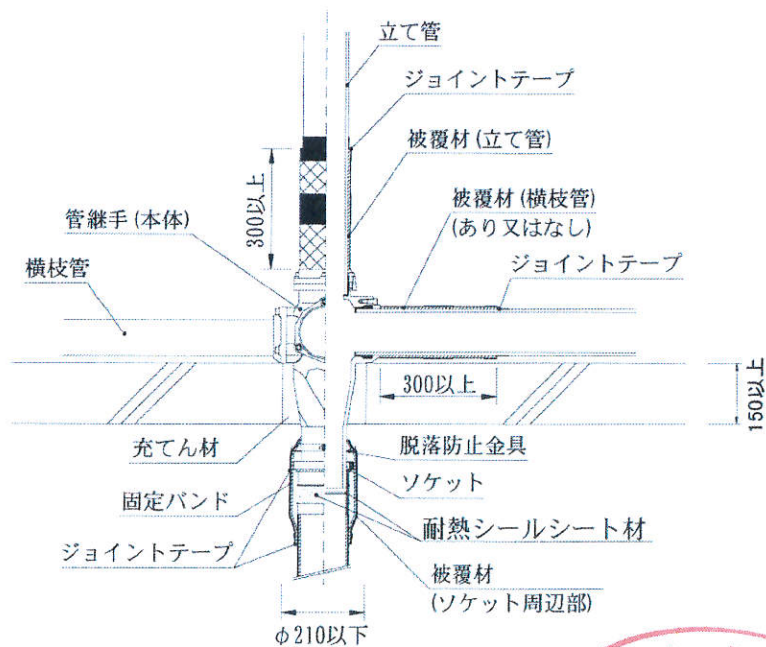 立て管
ジョイントテープ
被覆材(立て管)
被覆材(横枝管)
(あり又はなし)
300以上
管継手(本体)
ジョイントテープ
横枝管
300以上
150以上
充てん材
脱落防止金具
ソケット
固定バンド
耐熱シールシート材
ジョイントテープ
被覆材
(ソケット周辺部)
φ210以下